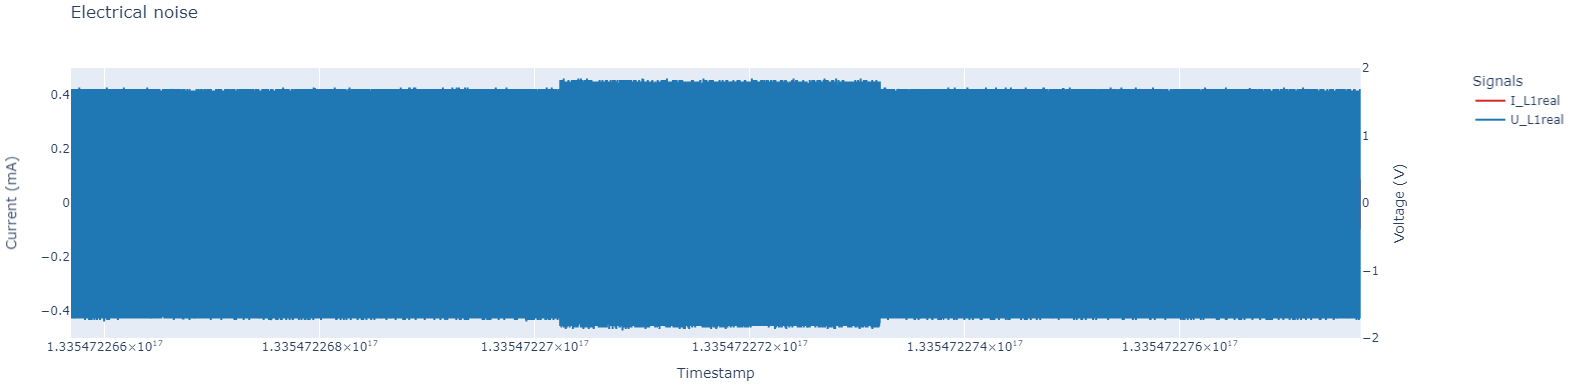 Electrical noise
Signals
I_L1real
U_L1real
Current (mA)
0.4
0.2
0
−0.2
−0.4
Voltage (V)
2
1
0
−1
−2
1.335472266×10¹⁷
1.335472268×10¹⁷
1.33547227×10¹⁷
1.335472272×10¹⁷
1.335472274×10¹⁷
1.335472276×10¹⁷
Timestamp